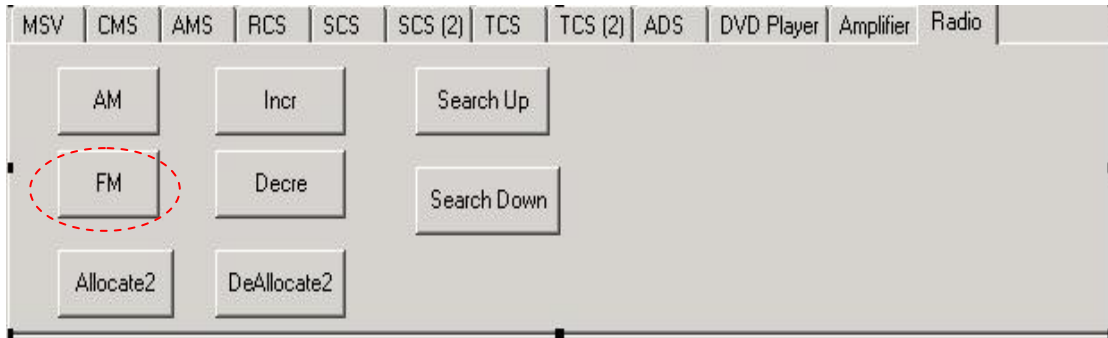 MSV CMS AMS RCS SCS SCS (2) TCS TCS (2) ADS DVD Player Amplifier Radio
AM Incr Search Up
FM Decre Search Down
Allocate2 DeAllocate2